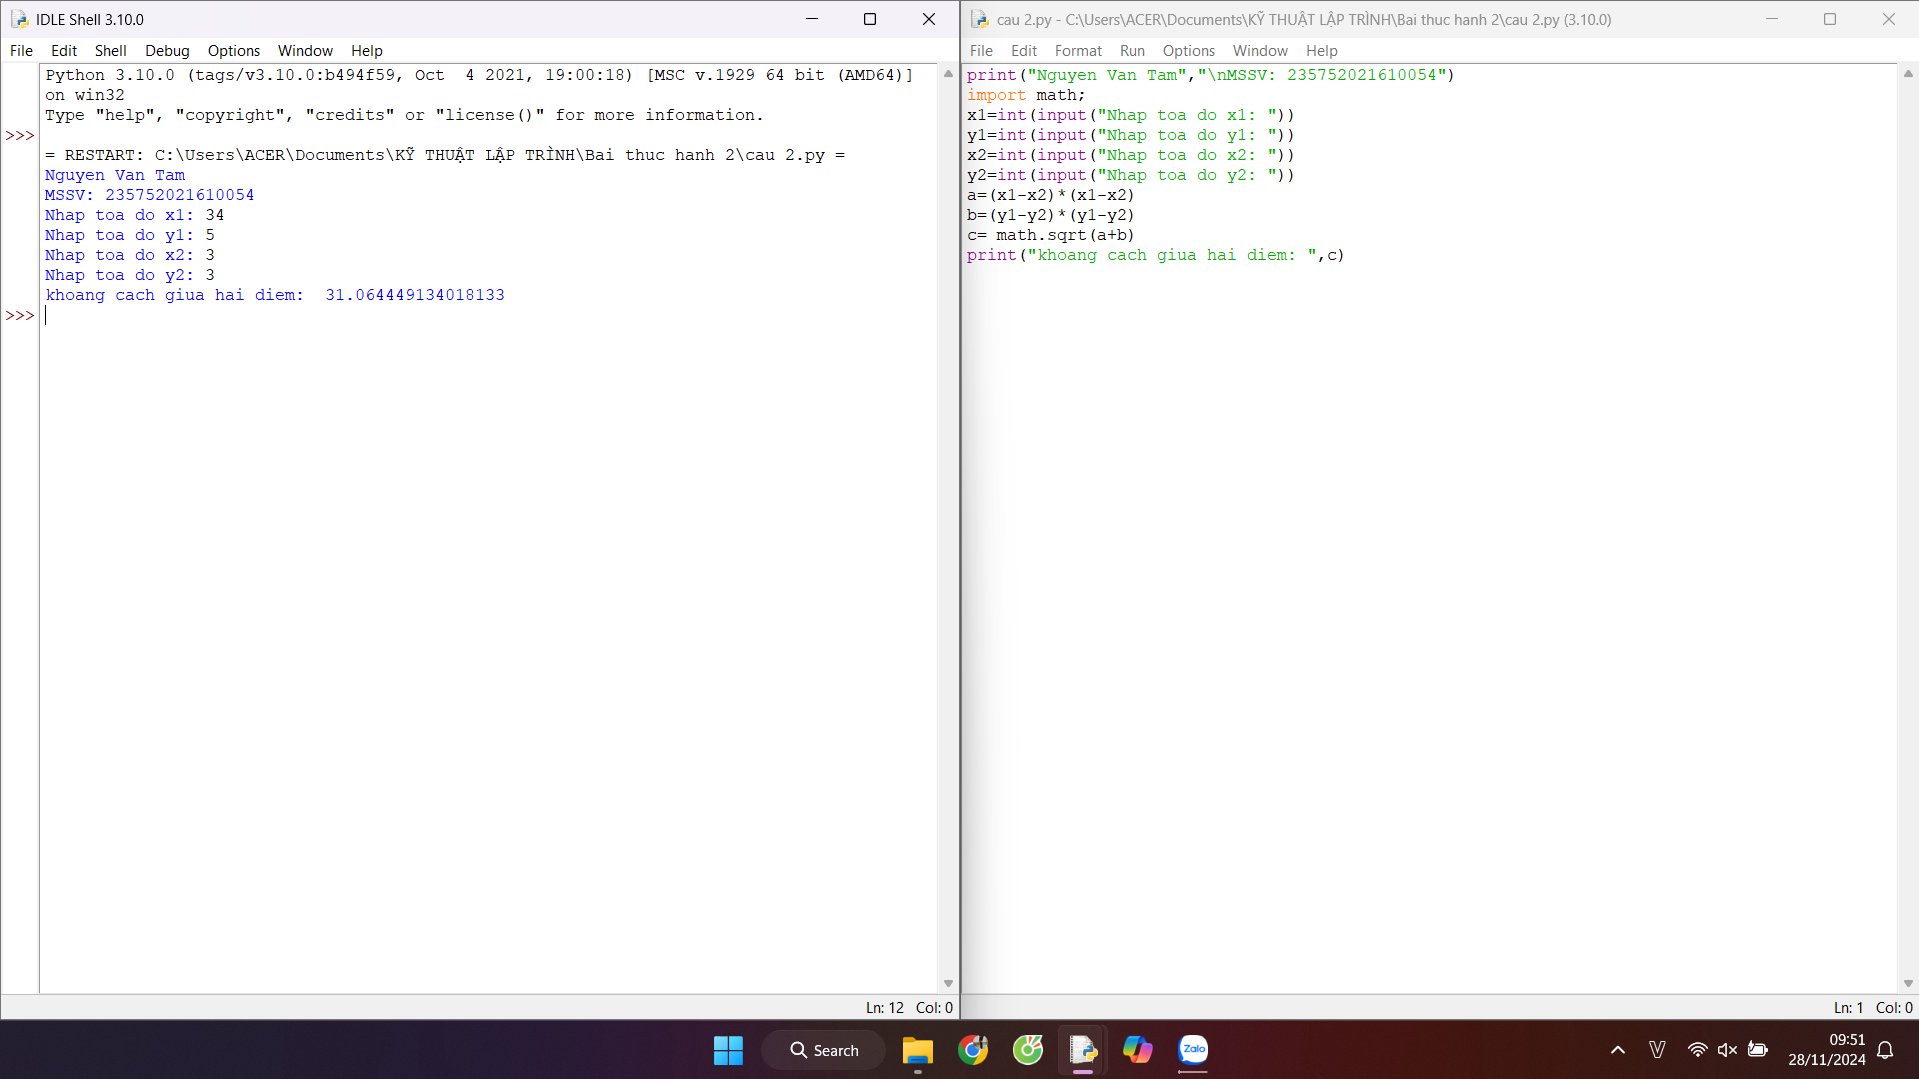 IDLE Shell 3.10.0
File Edit Shell Debug Options Window Help
Python 3.10.0 (tags/v3.10.0:b494f59, Oct  4 2021, 19:00:18) [MSC v.1929 64 bit (AMD64)]
on win32
Type "help", "copyright", "credits" or "license()" for more information.
>>>
= RESTART: C:\Users\ACER\Documents\KỸ THUẬT LẬP TRÌNH\Bai thuc hanh 2\cau 2.py =
Nguyen Van Tam
MSSV: 235752021610054
Nhap toa do x1: 34
Nhap toa do y1: 5
Nhap toa do x2: 3
Nhap toa do y2: 3
khoang cach giua hai diem:  31.064449134018133
>>>
Ln: 12 Col: 0
cau 2.py - C:\Users\ACER\Documents\KỸ THUẬT LẬP TRÌNH\Bai thuc hanh 2\cau 2.py (3.10.0)
File Edit Format Run Options Window Help
print("Nguyen Van Tam","\nMSSV: 235752021610054")
import math;
x1=int(input("Nhap toa do x1: "))
y1=int(input("Nhap toa do y1: "))
x2=int(input("Nhap toa do x2: "))
y2=int(input("Nhap toa do y2: "))
a=(x1-x2)*(x1-x2)
b=(y1-y2)*(y1-y2)
c= math.sqrt(a+b)
print("khoang cach giua hai diem: ",c)
Ln: 1 Col: 0
Search
Zalo
V
09:51
28/11/2024